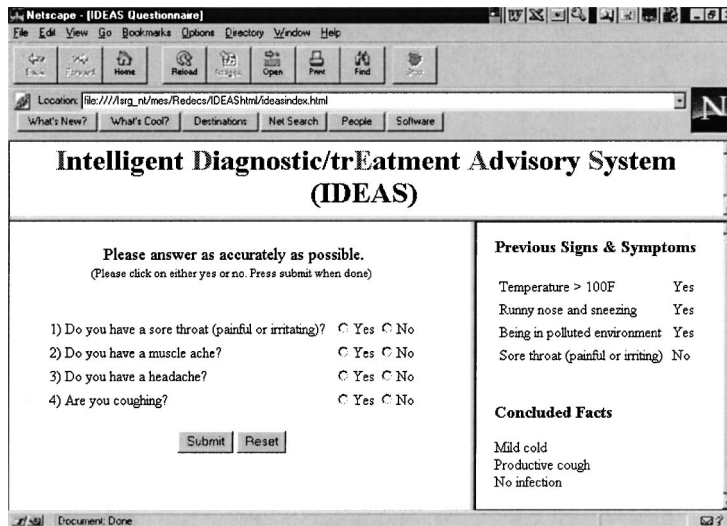 Netscape - [IDEAS Questionnaire]
File Edit View Go Bookmarks Options Directory Window Help
Back Forward Home Reload Images Open Print Find Stop
Location: file:////lsrg_nt/mes/Redecs/IDEAShtml/ideasindex.html
What's New? What's Cool? Destinations Net Search People Software
N
Intelligent Diagnostic/trEatment Advisory System
(IDEAS)
Please answer as accurately as possible.
(Please click on either yes or no. Press submit when done)
1) Do you have a sore throat (painful or irritating)? Yes No
2) Do you have a muscle ache? Yes No
3) Do you have a headache? Yes No
4) Are you coughing? Yes No
Submit Reset
Previous Signs & Symptoms
Temperature > 100F Yes
Runny nose and sneezing Yes
Being in polluted environment Yes
Sore throat (painful or irriting) No
Concluded Facts
Mild cold
Productive cough
No infection
Document: Done